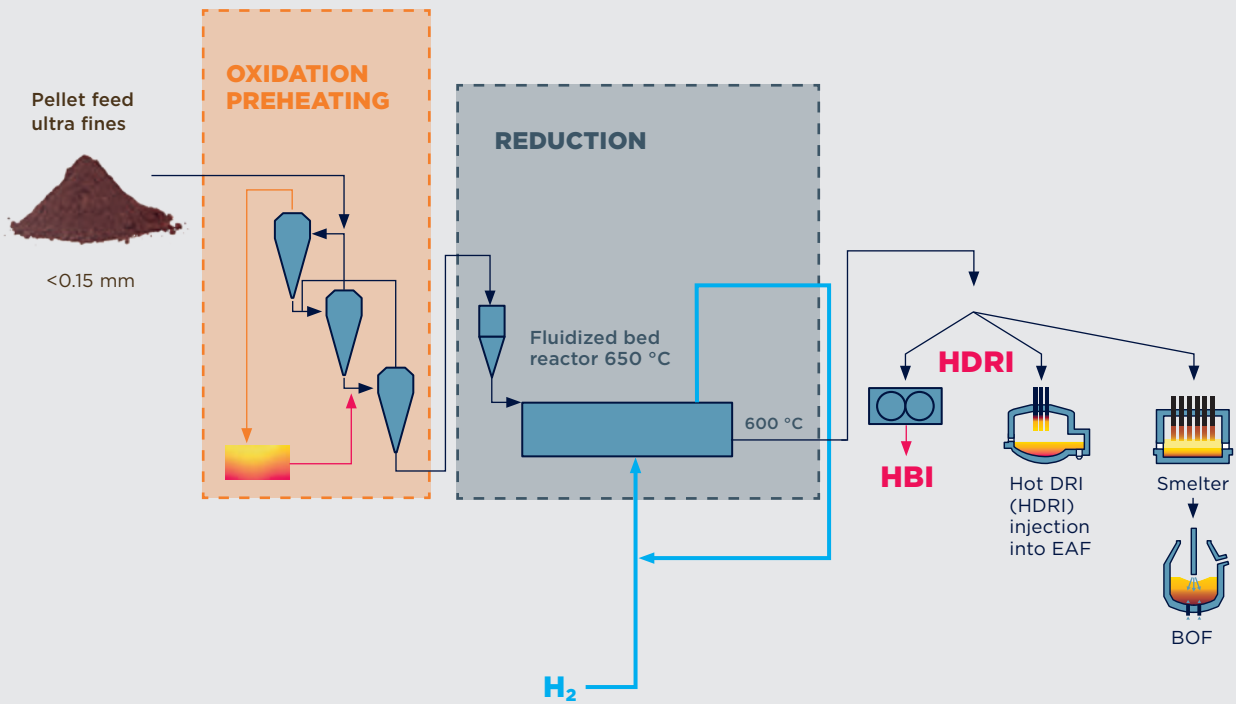 Pellet feed
ultra fines
<0.15 mm
OXIDATION
PREHEATING
REDUCTION
Fluidized bed
reactor 650 °C
600 °C
H₂
HDRI
HBI
Hot DRI
(HDRI)
injection
into EAF
Smelter
BOF